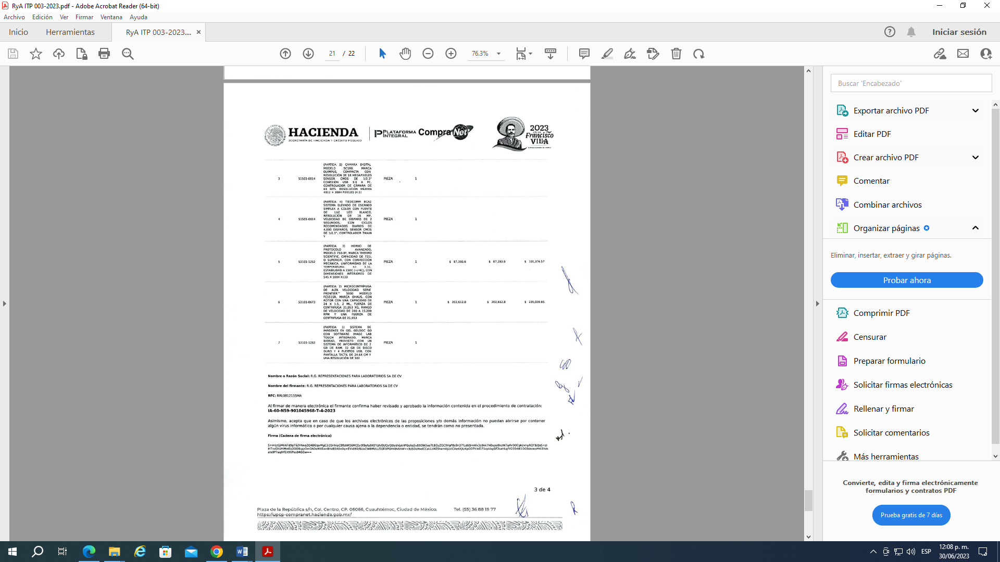 RyA ITP 003-2023.pdf - Adobe Acrobat Reader (64-bit)
Archivo Edición Ver Firmar Ventana Ayuda
Inicio Herramientas RyA ITP 003-2023.... Iniciar sesión
21 / 22 76.3%
Buscar 'Encabezado'
Exportar archivo PDF
Editar PDF
Crear archivo PDF
Comentar
Combinar archivos
Organizar páginas
Eliminar, insertar, extraer y girar páginas.
Probar ahora
Comprimir PDF
Censurar
Preparar formulario
Solicitar firmas electrónicas
Rellenar y firmar
Solicitar comentarios
Más herramientas
Convierte, edita y firma electrónicamente
formularios y contratos PDF
Prueba gratis de 7 días
HACIENDA
SECRETARÍA DE HACIENDA Y CRÉDITO PÚBLICO
PLATAFORMA
INTEGRAL
CompraNet
2023
Francisco
VILLA
3 51501-0014 PIEZA 1
(PARTIDA 5) CÁMARA DIGITAL
MODELO SC180, MARCA
OLYMPUS, COMPACTA CON
RESOLUCIÓN DE 18 MEGAPIXELES
SENSOR CMOS DE 1/2.3"
CONEXIÓN USB 3.0 A PC,
CONTROLADOR DE CÁMARA DE
64 BITS. RESOLUCIÓN MÁXIMA
4912 X 3684 PIXELES (4:3)
4 51501-0014 PIEZA 1
(PARTIDA 4) TIEDCOMM BCA2
SISTEMA ELEVADO DE ESCANEO
SIMPLEX A COLOR CON FUENTE
DE LUZ LED BLANCO,
RESOLUCIÓN DE 18 MP,
VELOCIDAD DE DISPARO DE 2
SEGUNDOS, CON CICLOS
RECOMENDADOS DIARIOS DE
4,000 DISPAROS, SENSOR CMOS
DE 1/2.3", CONTROLADOR TWAIN
Y
5 53101-1252 PIEZA 1 $ 87,393.6 $ 87,393.6 $ 101,376.57
(PARTIDA 3) HORNO DE
PROTOCOLO AVANZADO,
MODELO 750-3P, MARCA THERMO
SCIENTIFIC, CAPACIDAD DE 731L
O SUPERIOR, CON CONVECCIÓN
MECÁNICA. UNIFORMIDAD DE LA
TEMPERATURA: +/- 3.1C,
ESTABILIDAD A 150C (+/-4C), CON
DIMENSIONES INTERIORES DE
545 X 1004 X133
6 53101-0673 PIEZA 1 $ 202,612.8 $ 202,612.8 $ 235,030.85
(PARTIDA 2) MICROCENTRÍFUGA
DE ALTA VELOCIDAD SERIE
FRONTIER™ 5000 MODELO
FC5515R, MARCA OHAUS, CON
ROTOR CON UNA CAPACIDAD DE
24 X 1.5, 2 ML, FUERZA DE
CENTRIFUGA 21,953 XG, RANGO
DE VELOCIDAD DE 200 A 15,200
RPM Y UNA FUERZA DE
CENTRIFUGA DE 21,953
7 53101-1263 PIEZA 1
(PARTIDA 1) SISTEMA DE
IMÁGENES EN GEL GELDOC GO
CON SOFTWARE IMAGE LAB
TOUCH INTEGRADO, MARCA
BIORAD, PROVISTO CON UN
SISTEMA DE INFORMÁTICO DE 2
GB DE RAM, 32 GB DE DISCO
DURO Y 4 PUERTOS USB, CON
PANTALLA TACTIL DE 24.64 CM Y
UNA RESOLUCIÓN DE 102
Nombre o Razón Social: R.G. REPRESENTACIONES PARA LABORATORIOS SA DE CV
Nombre del firmante: R.G. REPRESENTACIONES PARA LABORATORIOS SA DE CV
RFC: RRL081215SMA
Al firmar de manera electrónica el firmante confirma haber revisado y aprobado la información contenida en el procedimiento de contratación:
IA-60-N59-901045968-T-4-2023
Asimismo, acepta que en caso de que los archivos electrónicos de las proposiciones y/o demás información no puedan abrirse por contener
algún virus informático o por cualquier causa ajena a la dependencia o entidad, se tendrán como no presentada.
Firma (Cadena de firma electrónica)
3 de 4
Plaza de la República s/n, Col. Centro, CP. 06066, Cuauhtémoc, Ciudad de México. Tel. (55) 36 88 19 77
https://upcp-compranet.hacienda.gob.mx/
ESP
12:08 p. m.
30/06/2023